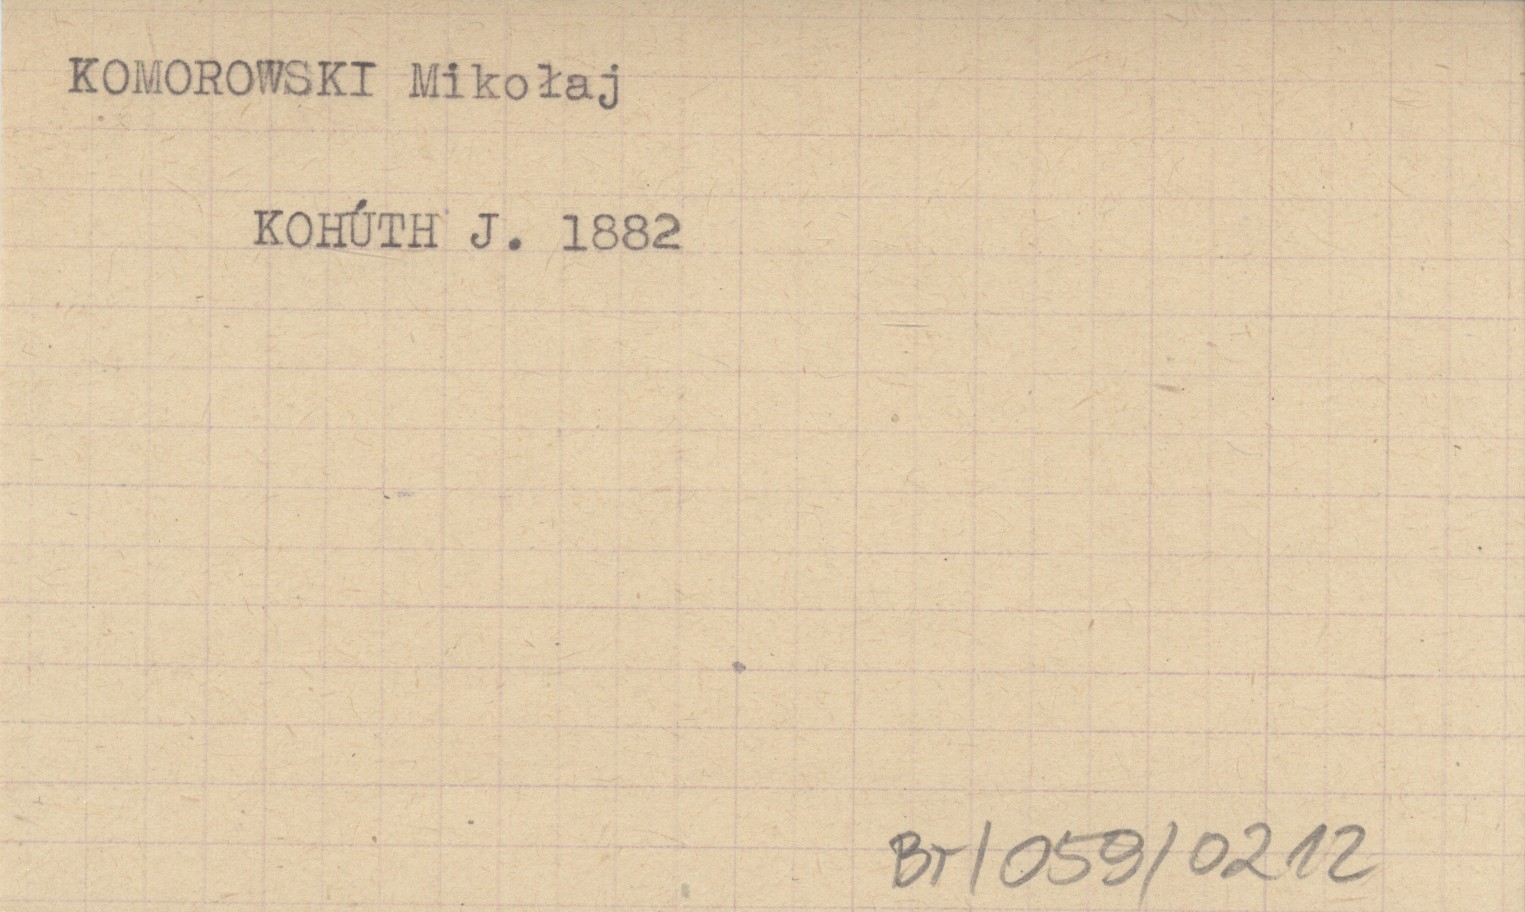 KOMOROWSKI Mikołaj
KOHÚTH J. 1882
Br/059/0212